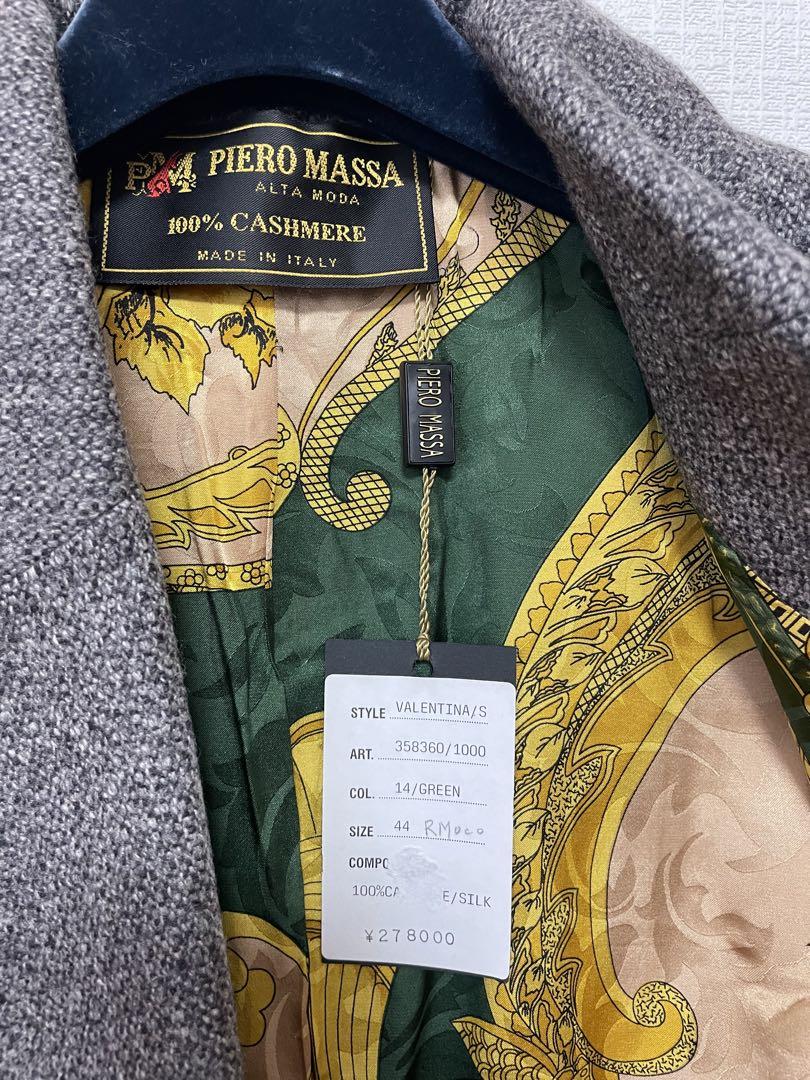 PM PIERO MASSA
ALTA MODA
100% CASHMERE
MADE IN ITALY
PIERO MASSA
STYLE VALENTINA/S
ART. 358360/1000
COL. 14/GREEN
SIZE 44
COMPO
100%CA E/SILK
¥278000